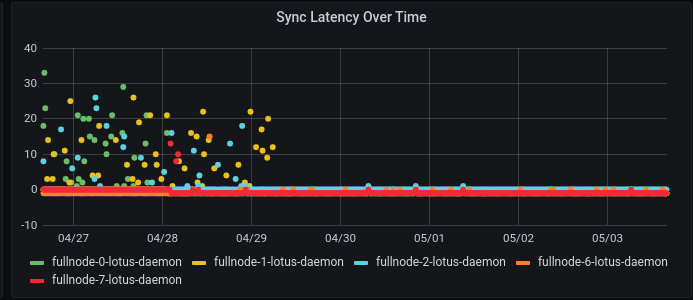 Sync Latency Over Time
40
30
20
10
0
-10
04/27 04/28 04/29 04/30 05/01 05/02 05/03
fullnode-0-lotus-daemon fullnode-1-lotus-daemon fullnode-2-lotus-daemon fullnode-6-lotus-daemon
fullnode-7-lotus-daemon